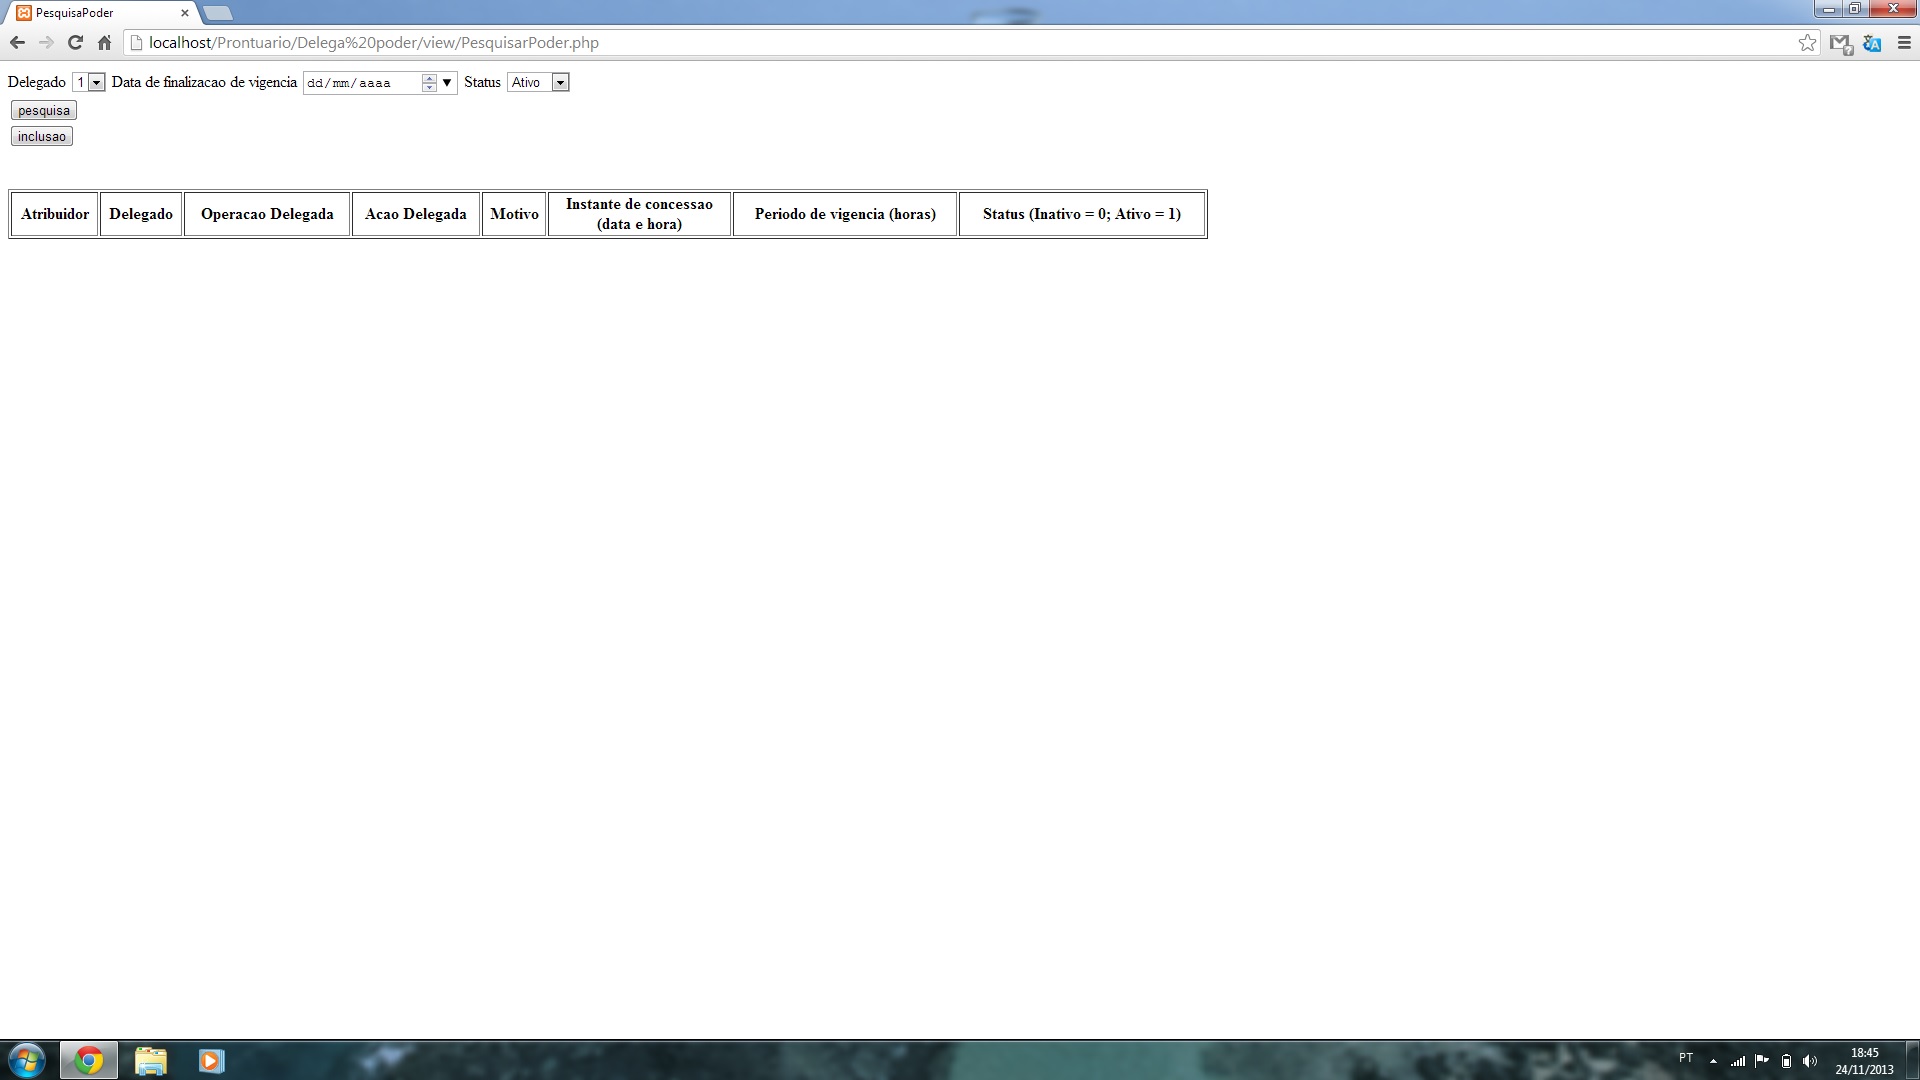 PesquisaPoder
localhost/Prontuario/Delega%20poder/view/PesquisarPoder.php
Delegado 1 Data de finalizacao de vigencia dd/mm/aaaa Status Ativo
pesquisa
inclusao
Atribuidor Delegado Operacao Delegada Acao Delegada Motivo Instante de concessao (data e hora) Periodo de vigencia (horas) Status (Inativo = 0; Ativo = 1)
PT
18:45
24/11/2013